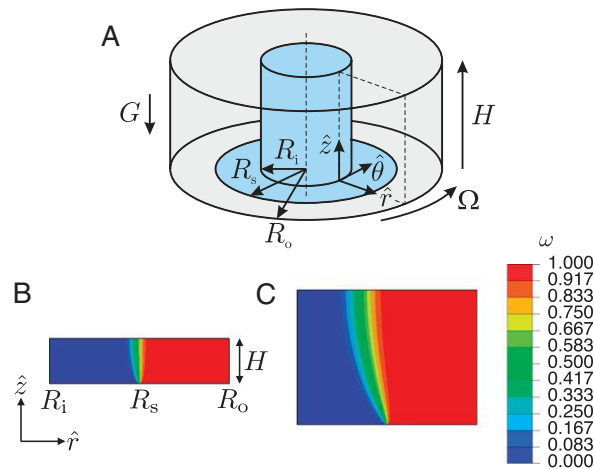 A
G
H
R_i
ẑ
R_s
θ̂
r̂
R_o
Ω
B
C
ω
H
R_i
R_s
R_o
ẑ
r̂
1.000
0.917
0.833
0.750
0.667
0.583
0.500
0.417
0.333
0.250
0.167
0.083
0.000